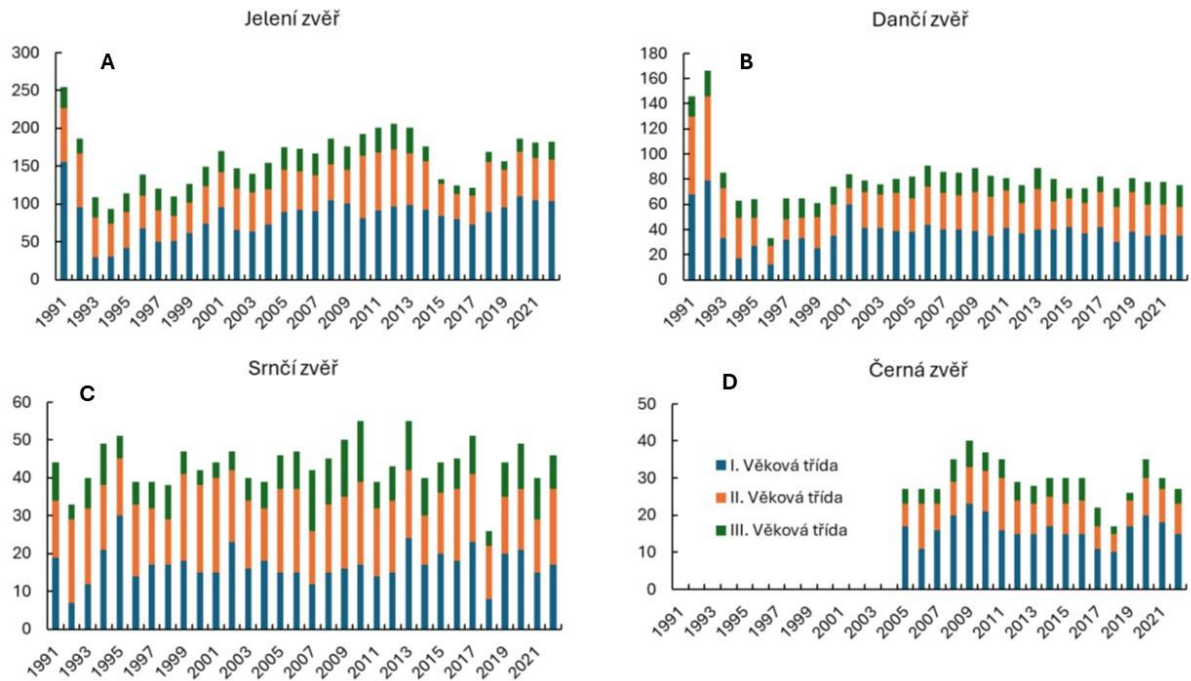 Jelení zvěř
A
300
250
200
150
100
50
0
1991 1993 1995 1997 1999 2001 2003 2005 2007 2009 2011 2013 2015 2017 2019 2021
Dančí zvěř
B
180
160
140
120
100
80
60
40
20
0
1991 1993 1995 1997 1999 2001 2003 2005 2007 2009 2011 2013 2015 2017 2019 2021
Srnčí zvěř
C
60
50
40
30
20
10
0
1991 1993 1995 1997 1999 2001 2003 2005 2007 2009 2011 2013 2015 2017 2019 2021
Černá zvěř
D
50
40
30
20
10
0
I. Věková třída
II. Věková třída
III. Věková třída
1991 1993 1995 1997 1999 2001 2003 2005 2007 2009 2011 2013 2015 2017 2019 2021